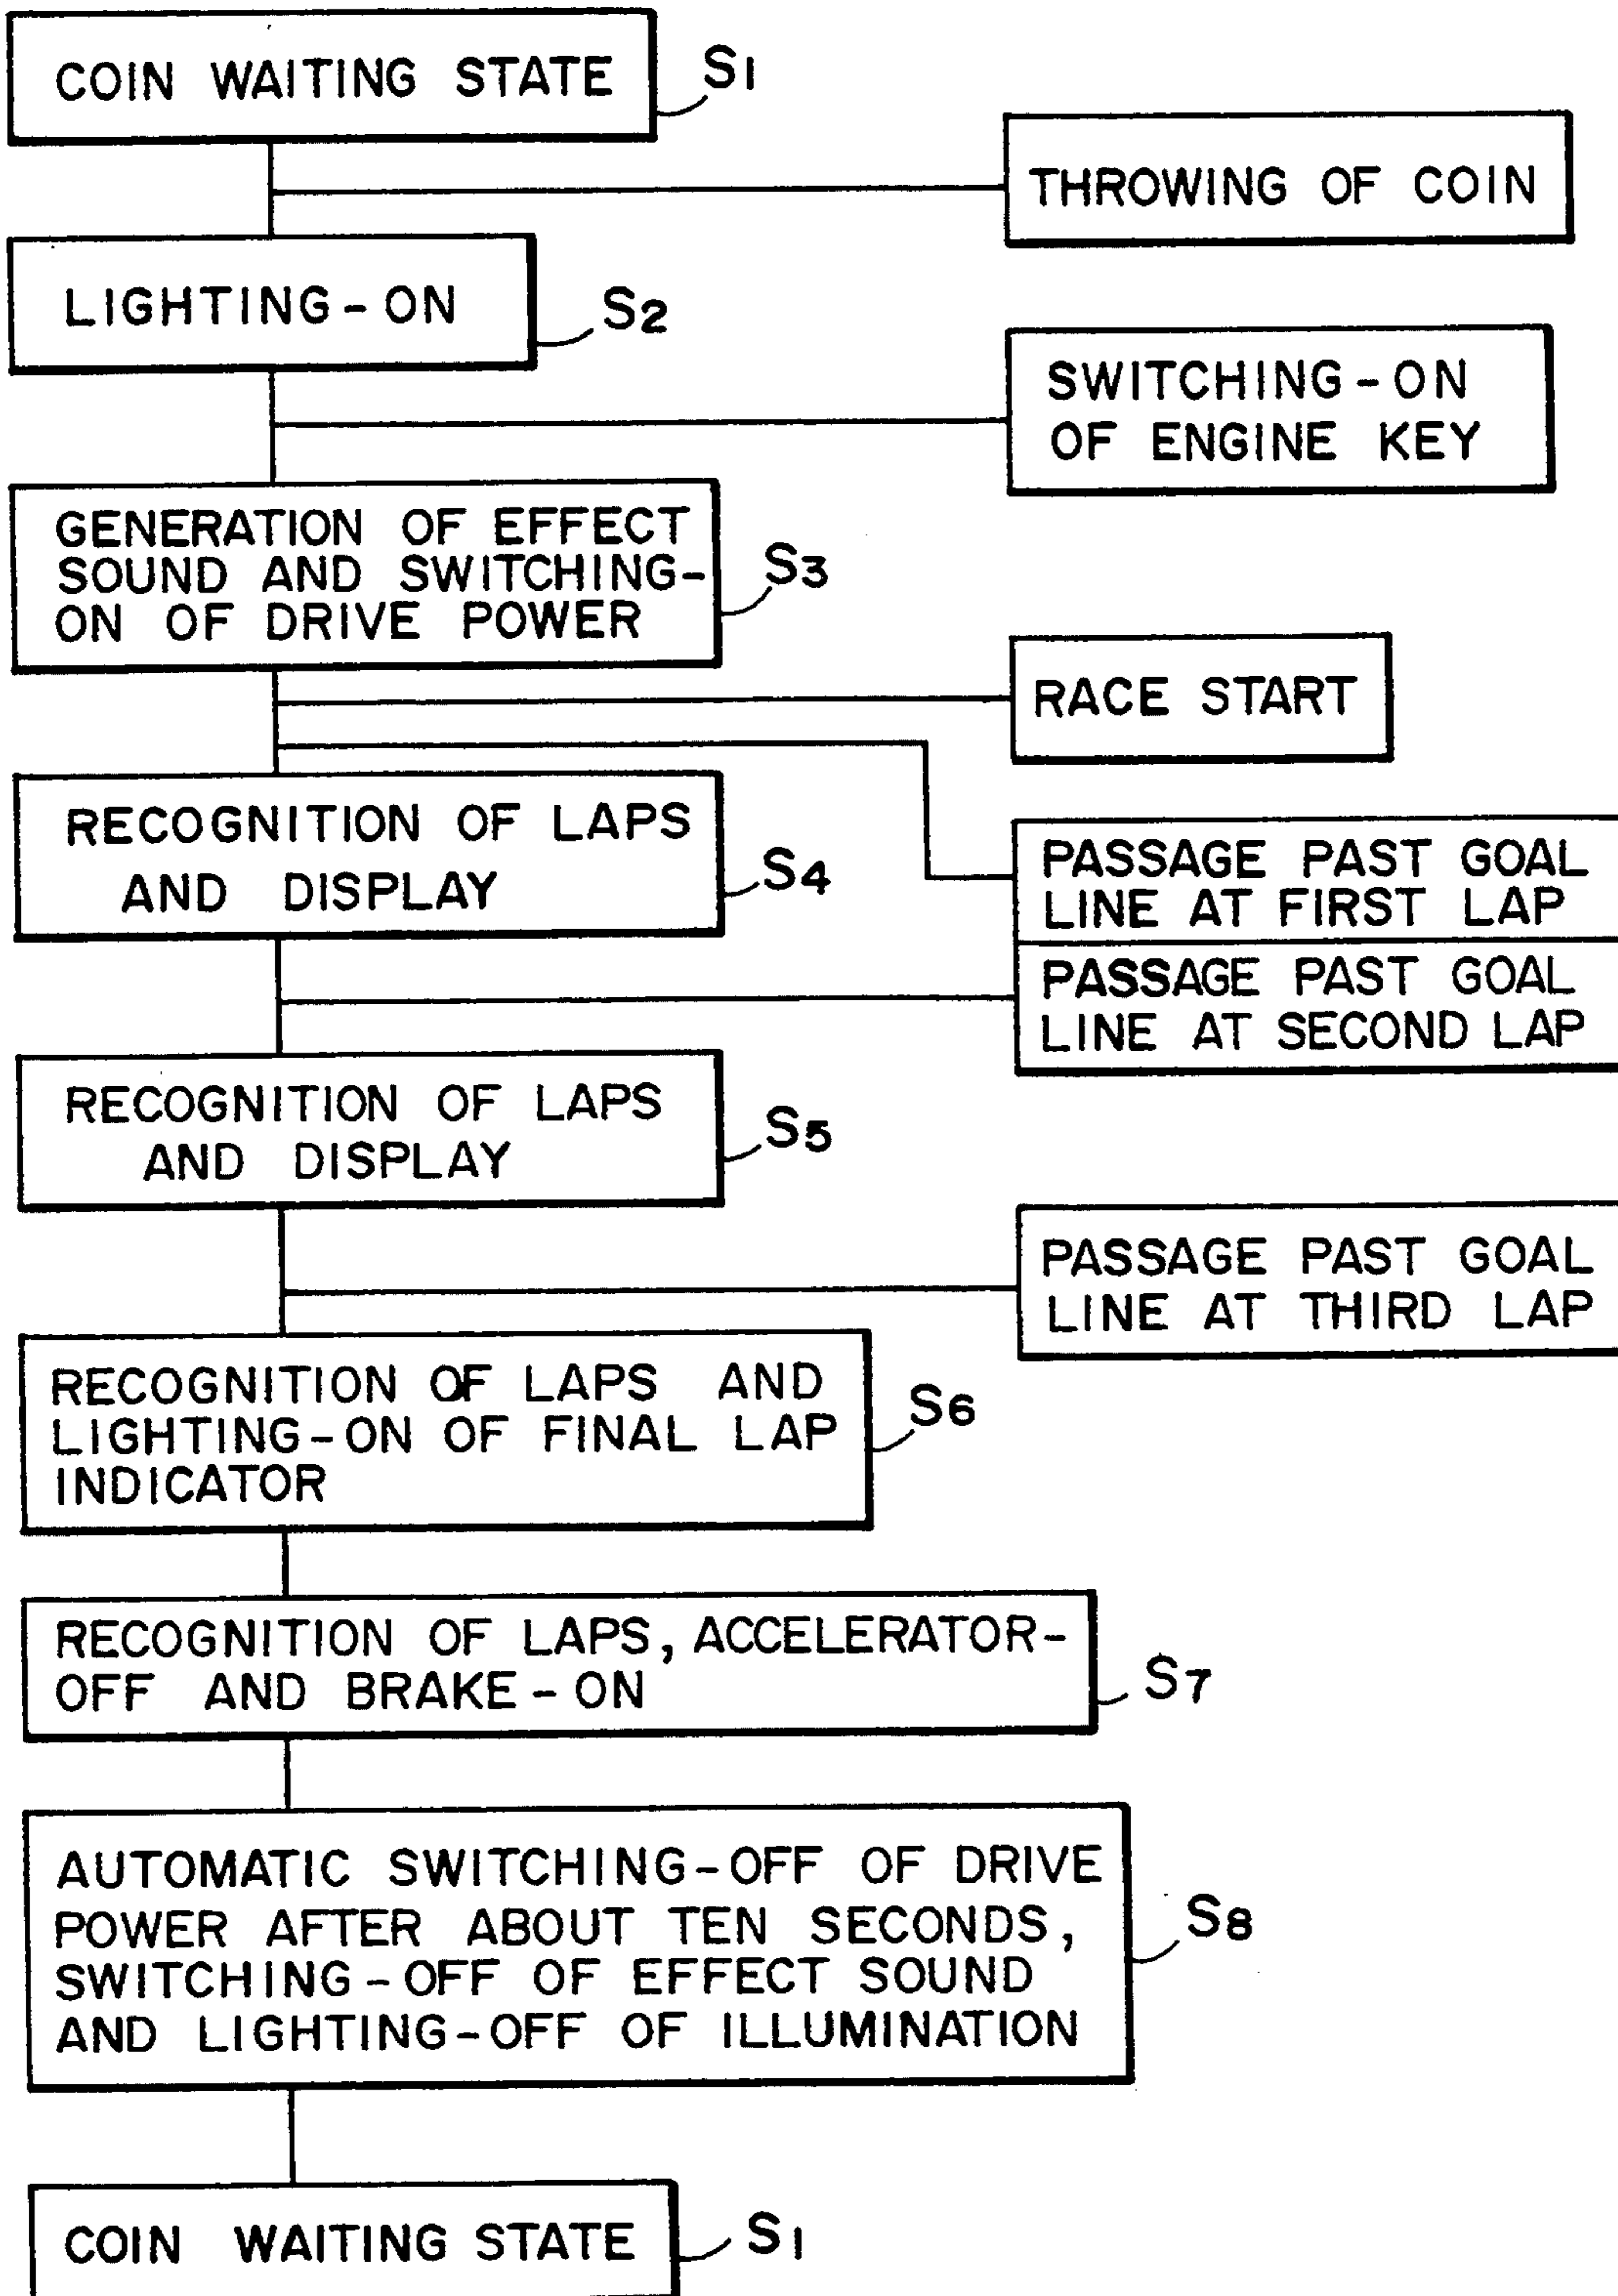 COIN WAITING STATE
S1
THROWING OF COIN
LIGHTING-ON
S2
SWITCHING-ON
OF ENGINE KEY
GENERATION OF EFFECT
SOUND AND SWITCHING-
ON OF DRIVE POWER
S3
RACE START
RECOGNITION OF LAPS
AND DISPLAY
S4
PASSAGE PAST GOAL
LINE AT FIRST LAP
PASSAGE PAST GOAL
LINE AT SECOND LAP
RECOGNITION OF LAPS
AND DISPLAY
S5
PASSAGE PAST GOAL
LINE AT THIRD LAP
RECOGNITION OF LAPS AND
LIGHTING-ON OF FINAL LAP
INDICATOR
S6
RECOGNITION OF LAPS, ACCELERATOR-
OFF AND BRAKE-ON
S7
AUTOMATIC SWITCHING-OFF OF DRIVE
POWER AFTER ABOUT TEN SECONDS,
SWITCHING-OFF OF EFFECT SOUND
AND LIGHTING-OFF OF ILLUMINATION
S8
COIN WAITING STATE
S1